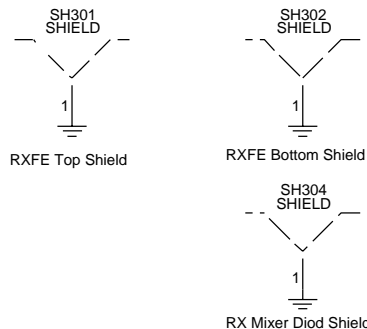 SH301
SHIELD
1
RXFE Top Shield
SH302
SHIELD
1
RXFE Bottom Shield
SH304
SHIELD
1
RX Mixer Diod Shield